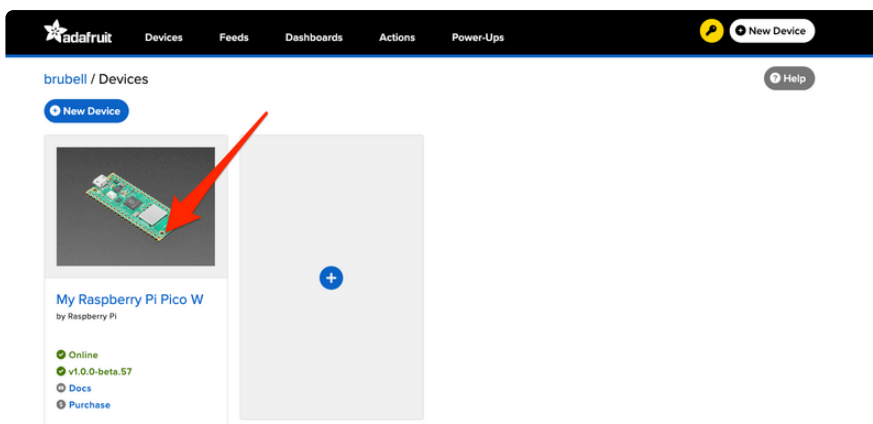 adafruit Devices Feeds Dashboards Actions Power-Ups New Device
brubell / Devices
Help
New Device
My Raspberry Pi Pico W
by Raspberry Pi
Online
v1.0.0-beta.57
Docs
Purchase